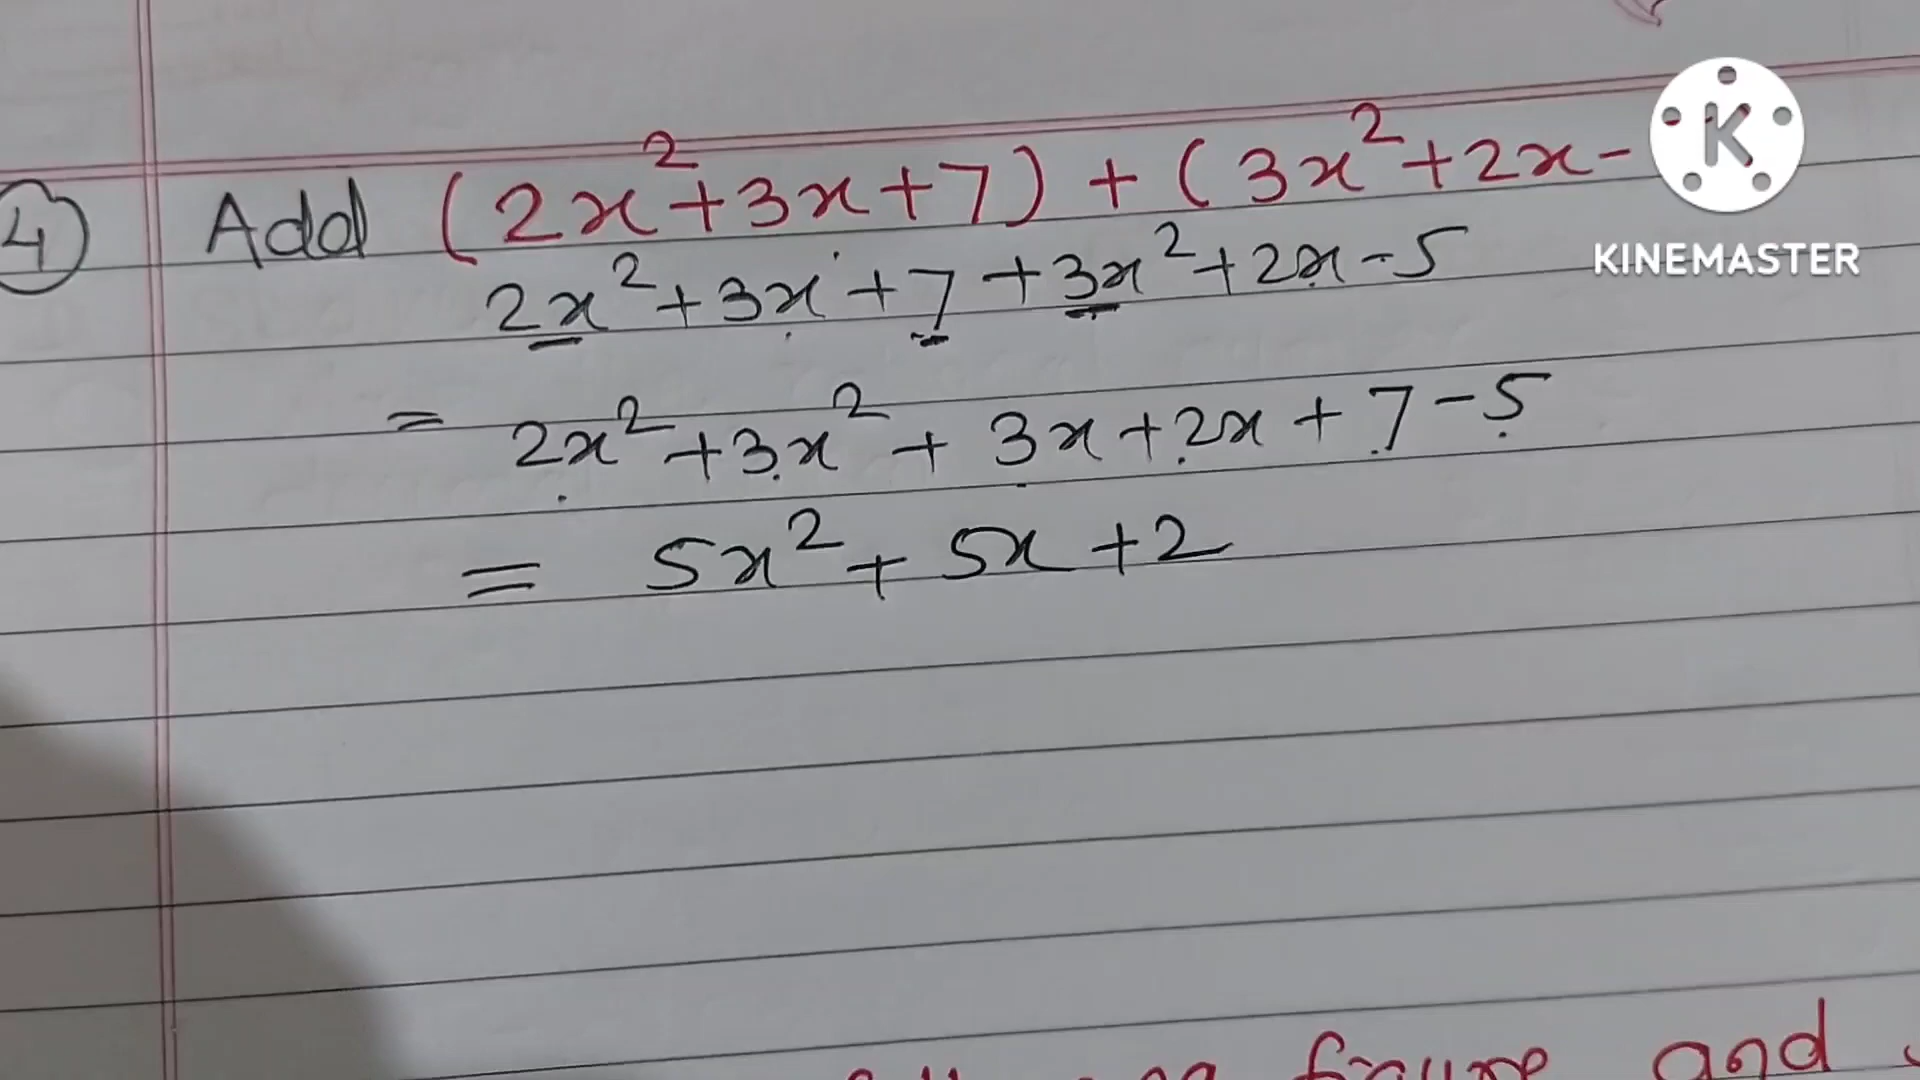 ④ Add (2x²+3x+7) + (3x²+2x-
K
KINEMASTER
2x²+3x+7+3x²+2x-5
= 2x²+3x²+3x+2x+7-5
= 5x²+5x+2
figure and